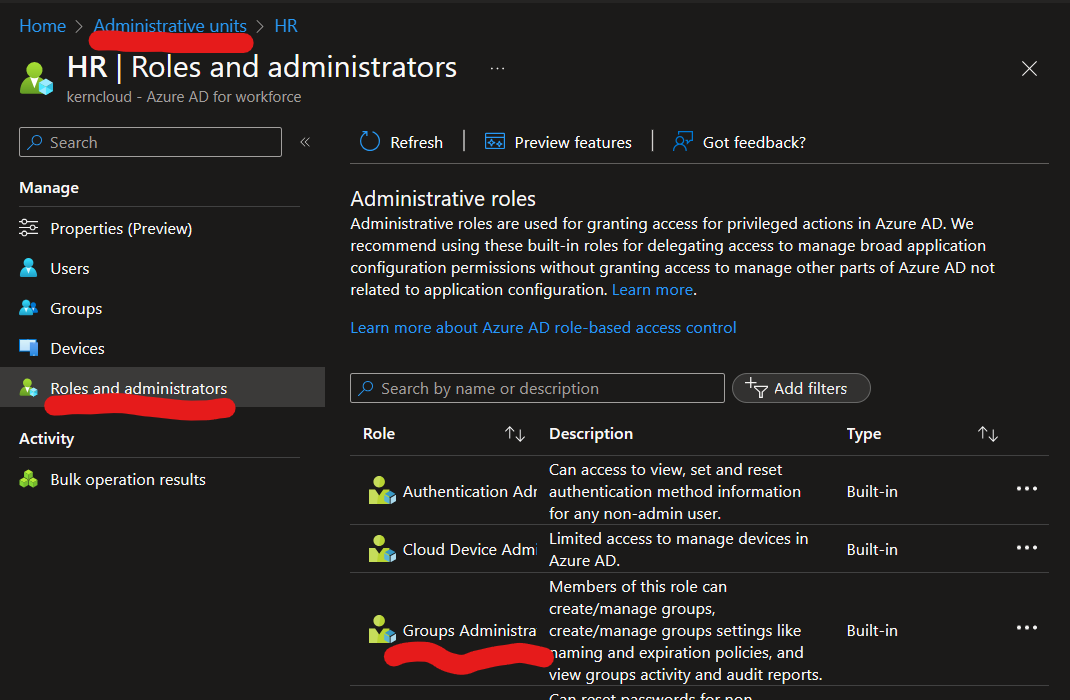 Home > Administrative units > HR
HR | Roles and administrators ...
kerncloud - Azure AD for workforce
Search «
Refresh | Preview features | Got feedback?
Manage
Properties (Preview)
Users
Groups
Devices
Roles and administrators
Activity
Bulk operation results
Administrative roles
Administrative roles are used for granting access for privileged actions in Azure AD. We
recommend using these built-in roles for delegating access to manage broad application
configuration permissions without granting access to manage other parts of Azure AD not
related to application configuration. Learn more.
Learn more about Azure AD role-based access control
Search by name or description
Add filters
Role Description Type
Can access to view, set and reset
Authentication Adr authentication method information Built-in
for any non-admin user.
Cloud Device Admi Limited access to manage devices in Built-in
Azure AD.
Members of this role can
create/manage groups,
Groups Administra create/manage groups settings like Built-in
naming and expiration policies, and
view groups activity and audit reports.
Can reset passwords for non